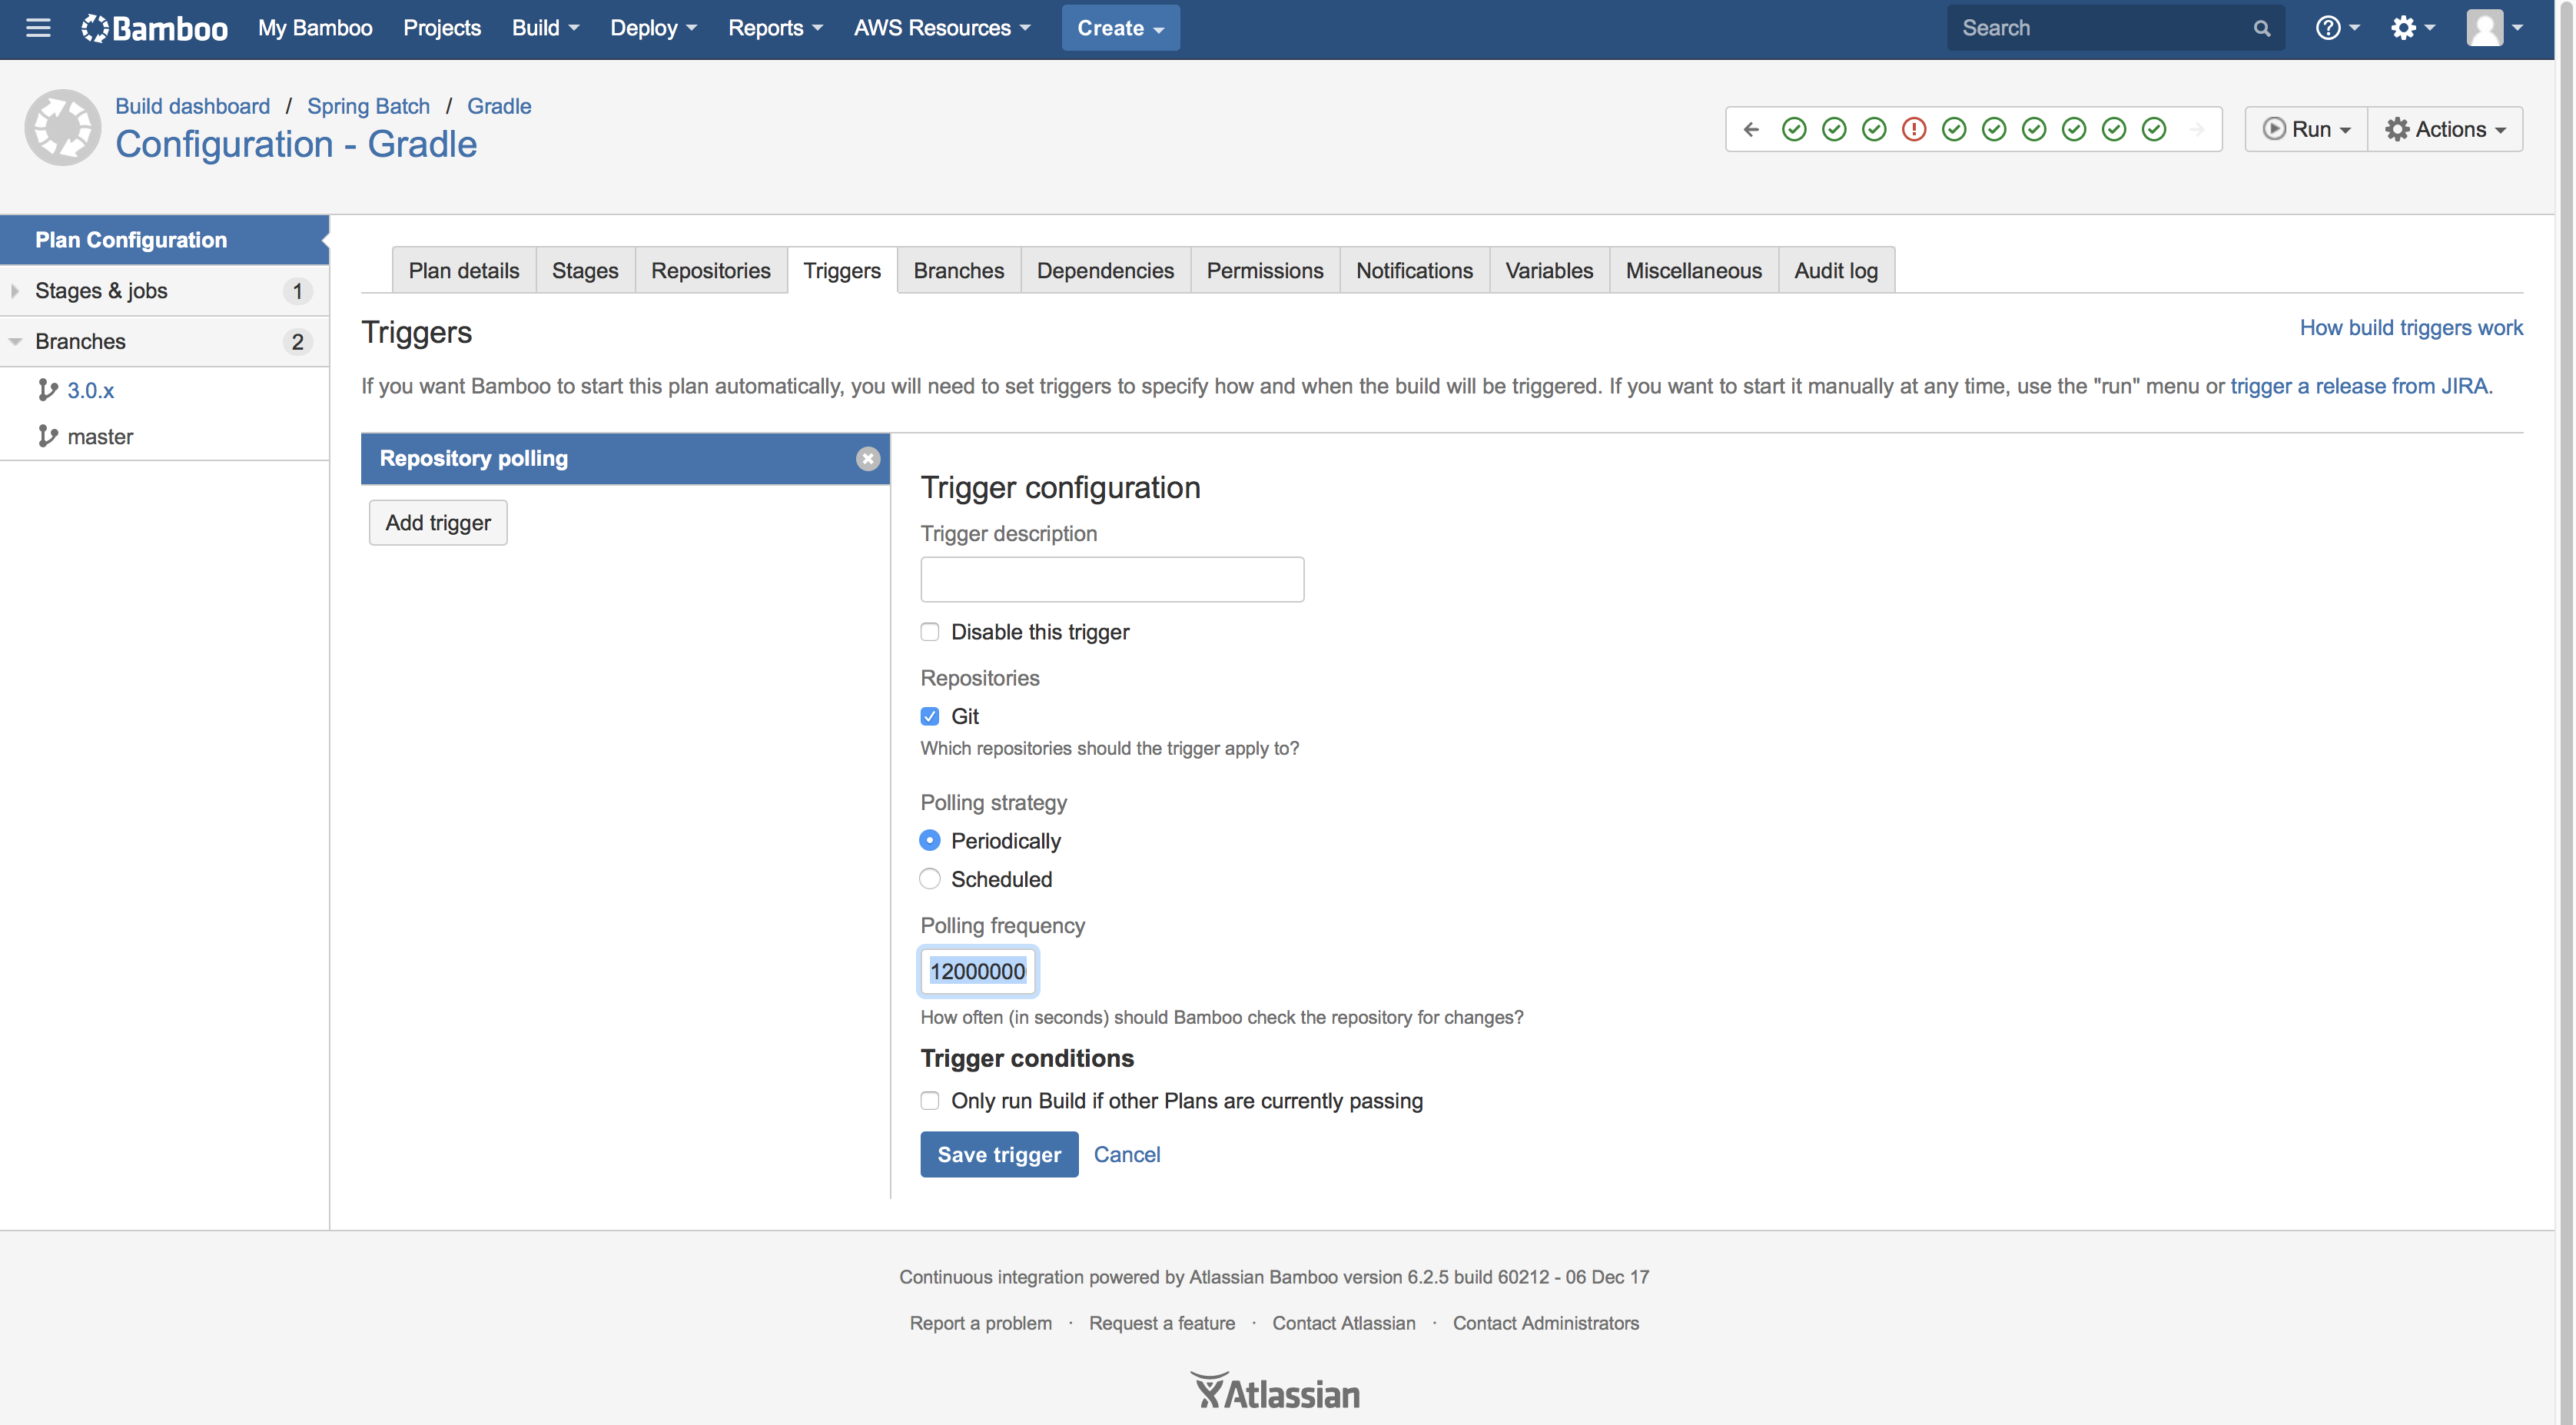 Bamboo My Bamboo Projects Build Deploy Reports AWS Resources Create Search
Build dashboard / Spring Batch / Gradle
Configuration - Gradle
Run Actions
Plan Configuration
Stages & jobs 1
Branches 2
3.0.x
master
Plan details Stages Repositories Triggers Branches Dependencies Permissions Notifications Variables Miscellaneous Audit log
Triggers
How build triggers work
If you want Bamboo to start this plan automatically, you will need to set triggers to specify how and when the build will be triggered. If you want to start it manually at any time, use the "run" menu or trigger a release from JIRA.
Repository polling
Add trigger
Trigger configuration
Trigger description
Disable this trigger
Repositories
Git
Which repositories should the trigger apply to?
Polling strategy
Periodically
Scheduled
Polling frequency
12000000
How often (in seconds) should Bamboo check the repository for changes?
Trigger conditions
Only run Build if other Plans are currently passing
Save trigger Cancel
Continuous integration powered by Atlassian Bamboo version 6.2.5 build 60212 - 06 Dec 17
Report a problem · Request a feature · Contact Atlassian · Contact Administrators
Atlassian